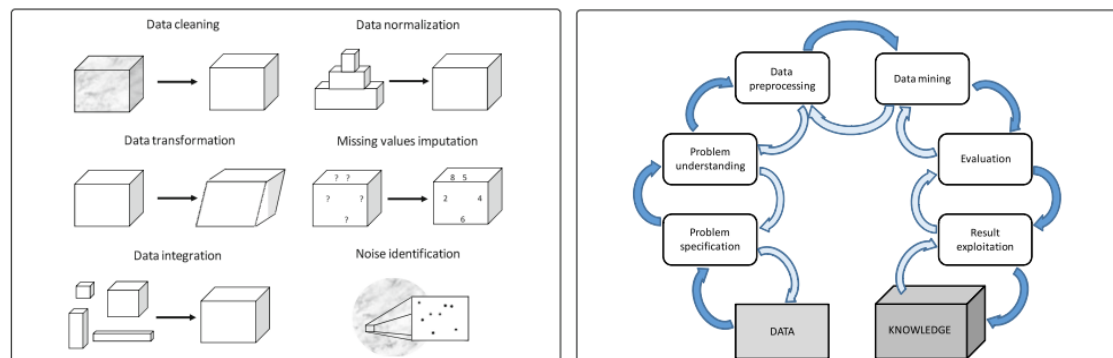 Data cleaning
Data normalization
Data transformation
Missing values imputation
? ?
? ?
?
8 5
2 4
6
Data integration
Noise identification
Data
preprocessing
Data mining
Problem
understanding
Evaluation
Problem
specification
Result
exploitation
DATA
KNOWLEDGE